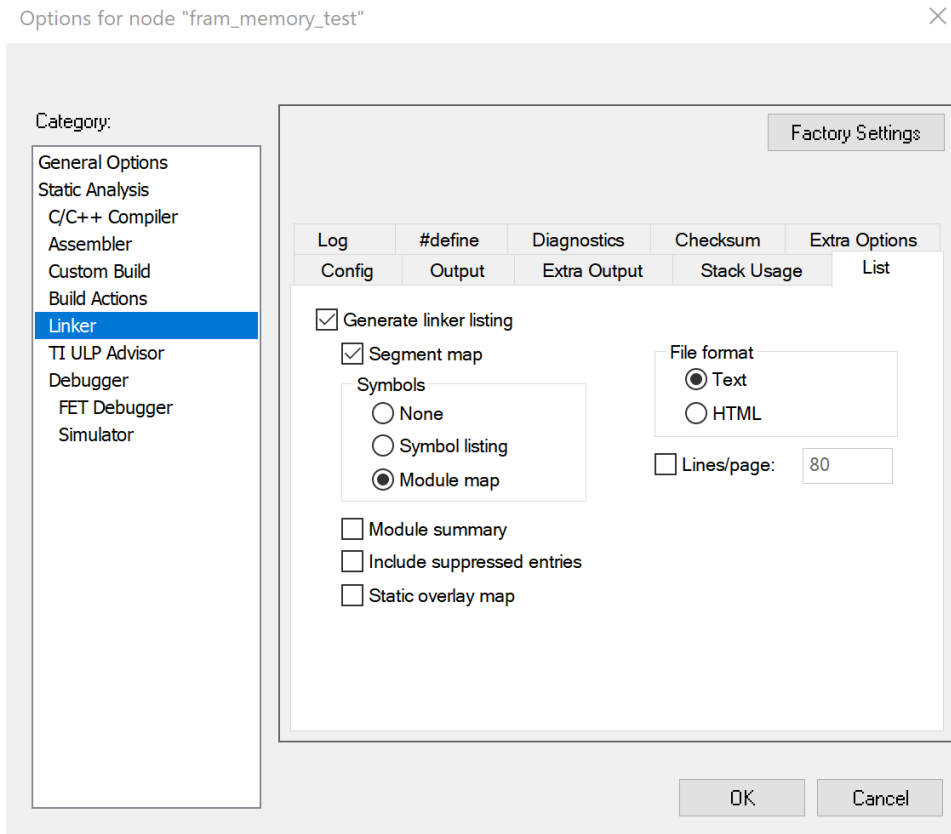 Options for node "fram_memory_test"
Category:
General Options
Static Analysis
C/C++ Compiler
Assembler
Custom Build
Build Actions
Linker
TI ULP Advisor
Debugger
FET Debugger
Simulator
Factory Settings
Log #define Diagnostics Checksum Extra Options
Config Output Extra Output Stack Usage List
Generate linker listing
Segment map
Symbols
None
Symbol listing
Module map
Module summary
Include suppressed entries
Static overlay map
File format
Text
HTML
Lines/page: 80
OK Cancel